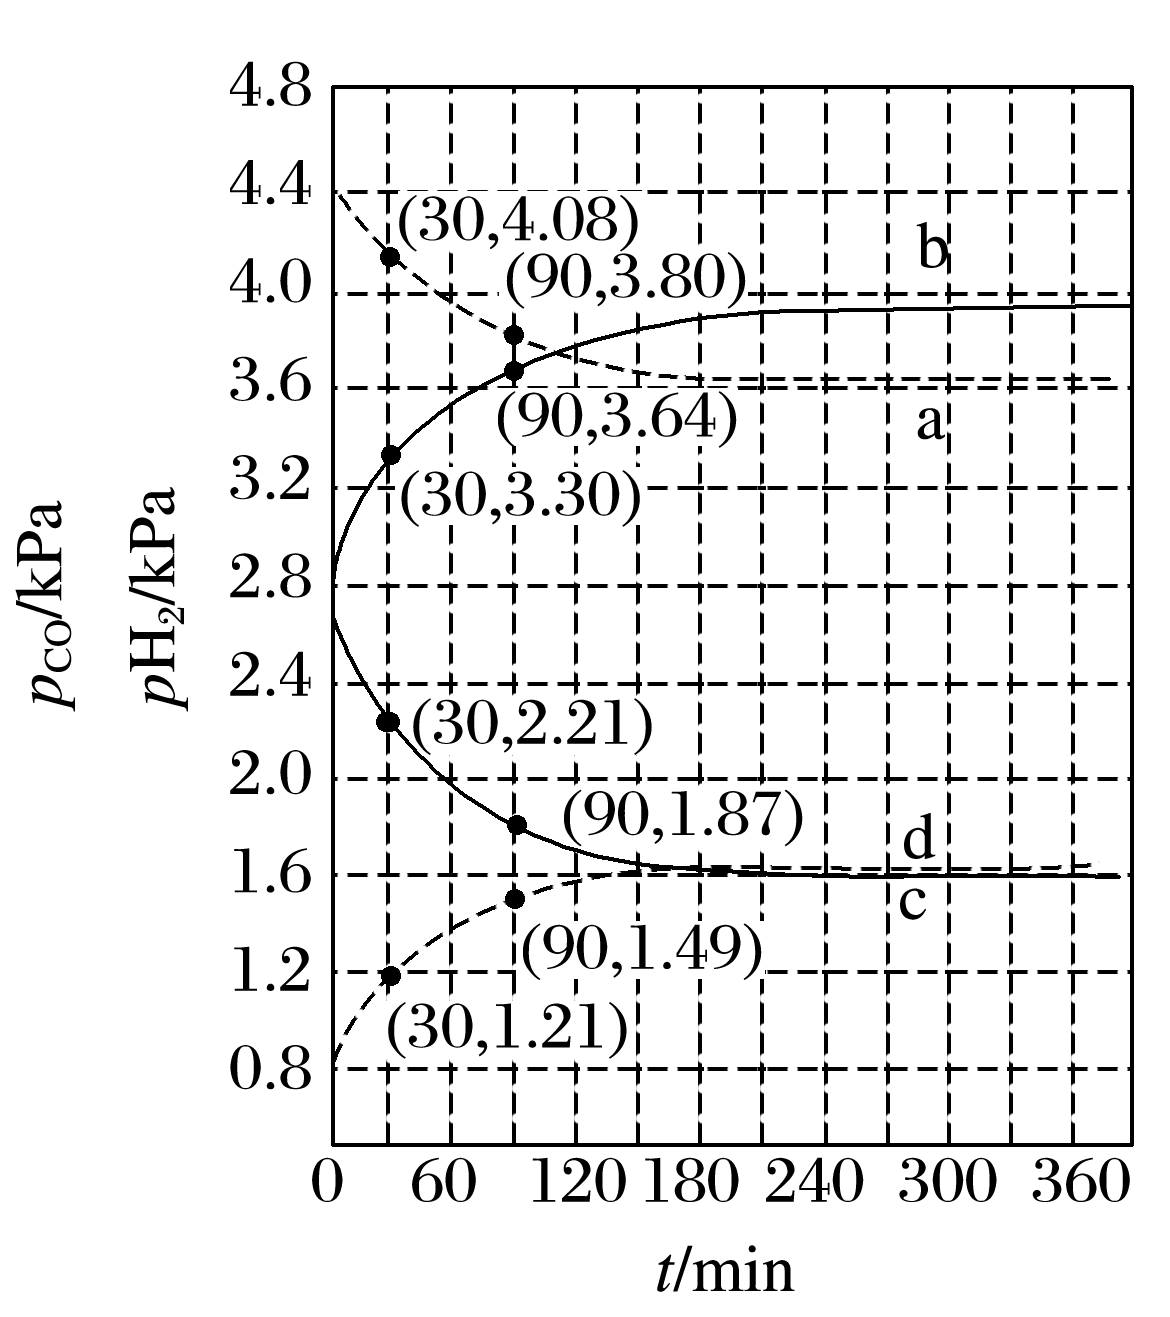 4.8
4.4
(30,4.08)
b
(90,3.80)
4.0
3.6
(90,3.64)
a
3.2
(30,3.30)
pCO/kPa
pH₂/kPa
2.8
2.4
(30,2.21)
2.0
(90,1.87)
d
1.6
c
(90,1.49)
1.2
(30,1.21)
0.8
0 60 120 180 240 300 360
t/min